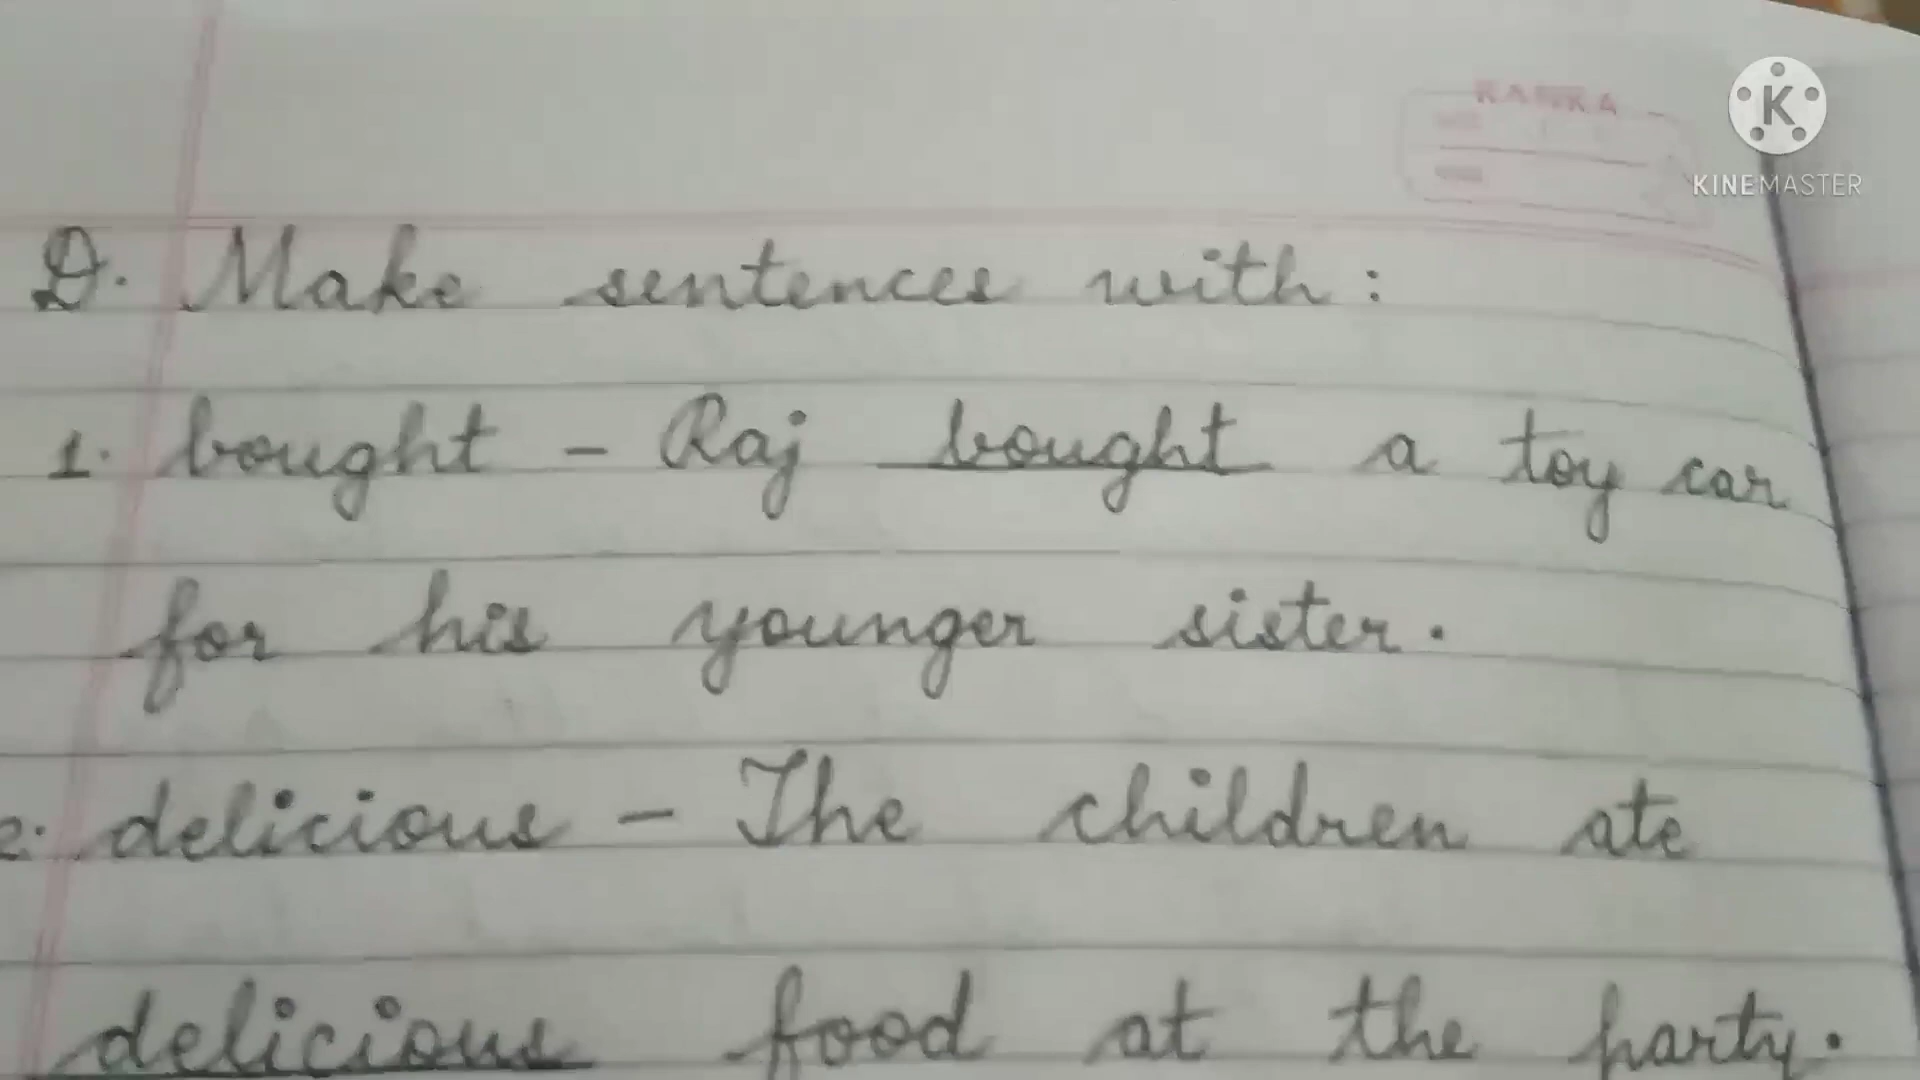 KANIKA
K
KINEMASTER
D. Make sentences with:
1. bought - Raj bought a toy car
for his younger sister.
2. delicious - The children ate
delicious food at the party.